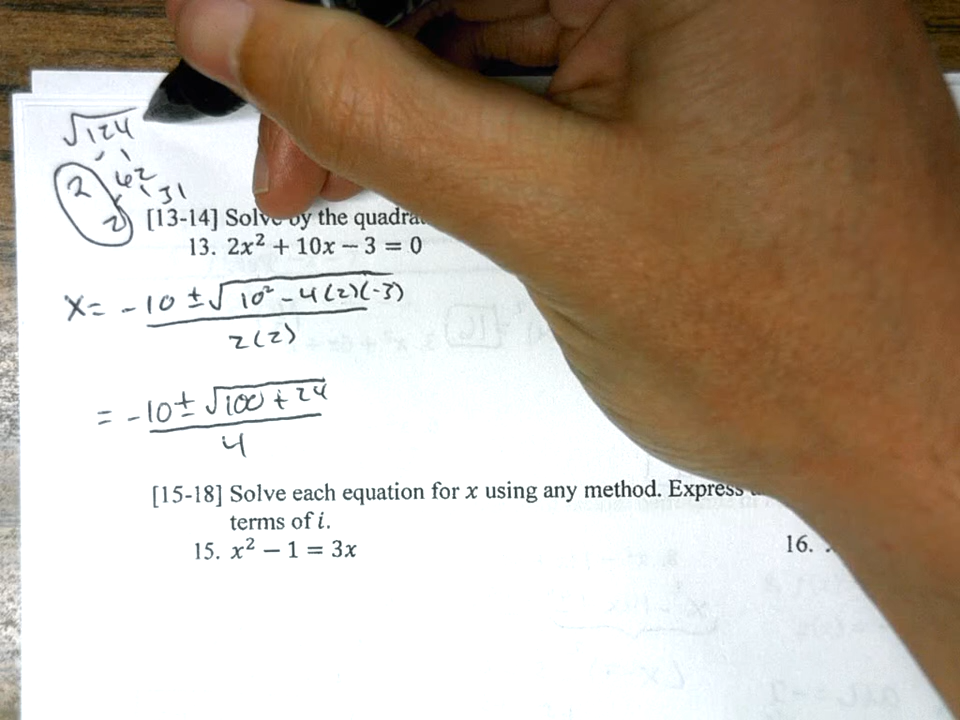 √124
2 62
2 31
[13-14] Solve by the
13. 2x² + 10x − 3 = 0
x = -10 ± √10² - 4(2)(-3)
2(2)
= -10 ± √100 + 24
4
[15-18] Solve each equation for x using any method. Express
terms of i.
15. x² − 1 = 3x
16.